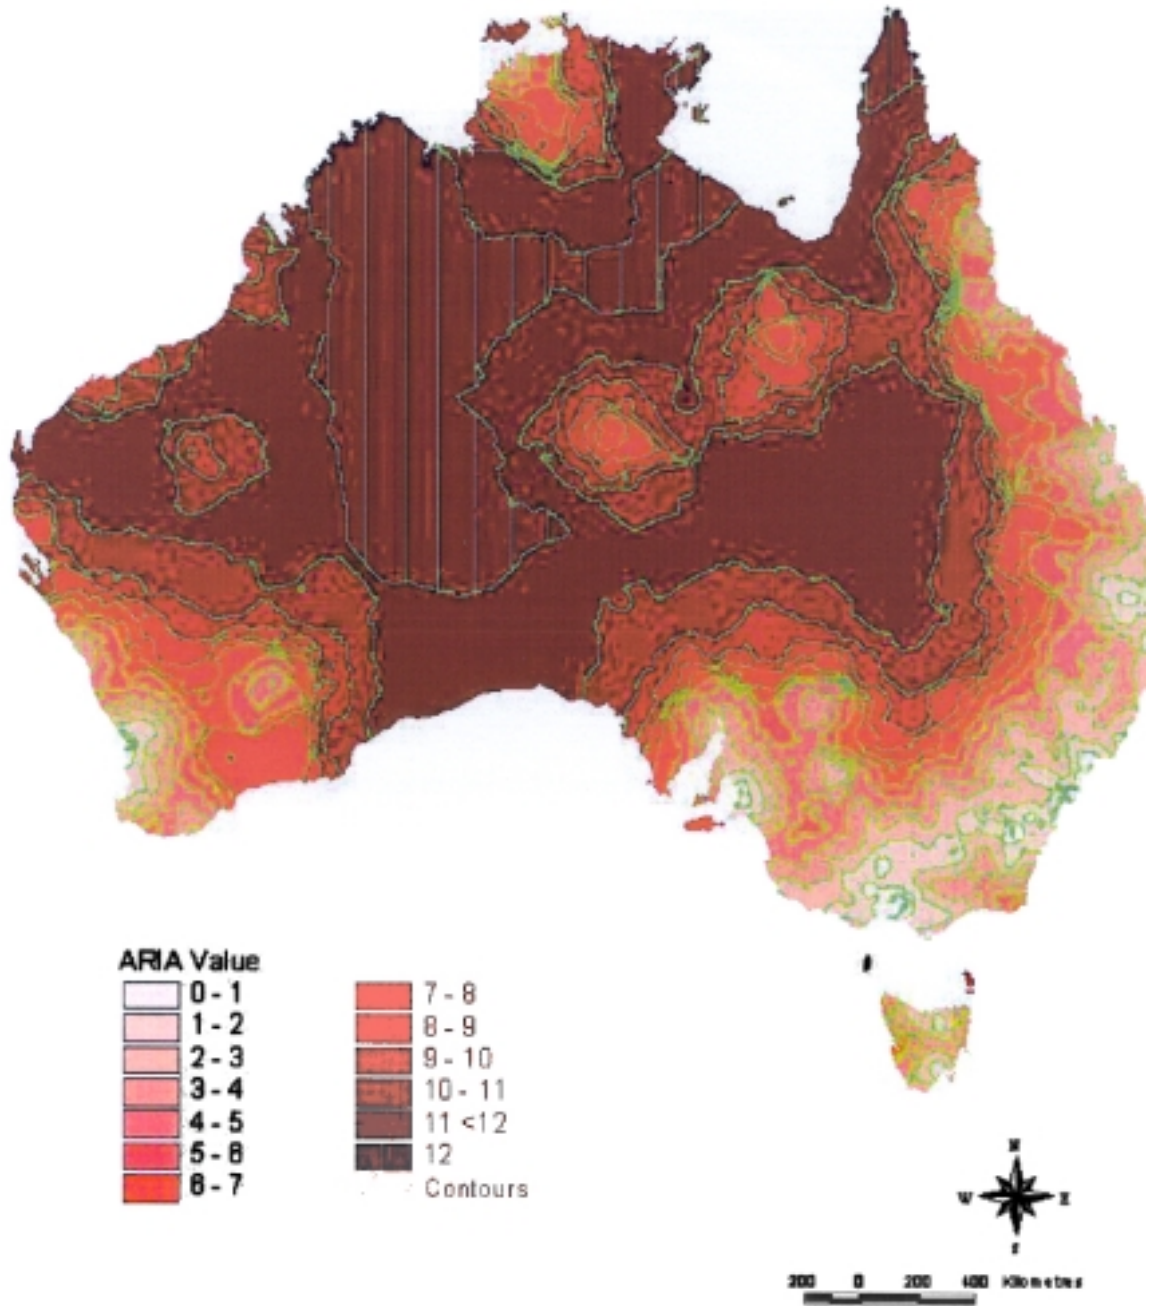 ARIA Value
0 - 1
1 - 2
2 - 3
3 - 4
4 - 5
5 - 6
6 - 7
7 - 8
8 - 9
9 - 10
10 - 11
11 <12
12
Contours
N
W E
S
200 0 200 400 Kilometres